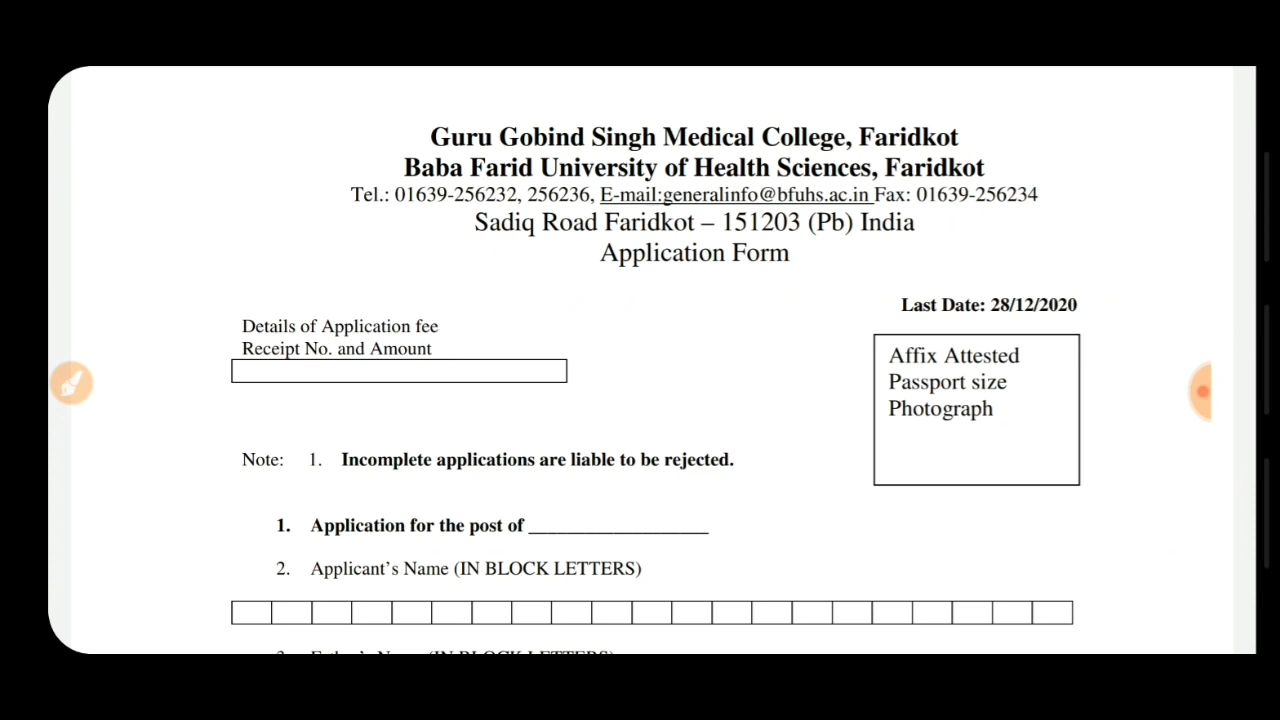 Guru Gobind Singh Medical College, Faridkot
Baba Farid University of Health Sciences, Faridkot
Tel.: 01639-256232, 256236, E-mail:generalinfo@bfuhs.ac.in Fax: 01639-256234
Sadiq Road Faridkot – 151203 (Pb) India
Application Form
Last Date: 28/12/2020
Details of Application fee
Receipt No. and Amount
Affix Attested
Passport size
Photograph
Note: 1. Incomplete applications are liable to be rejected.
1. Application for the post of ___________________
2. Applicant's Name (IN BLOCK LETTERS)